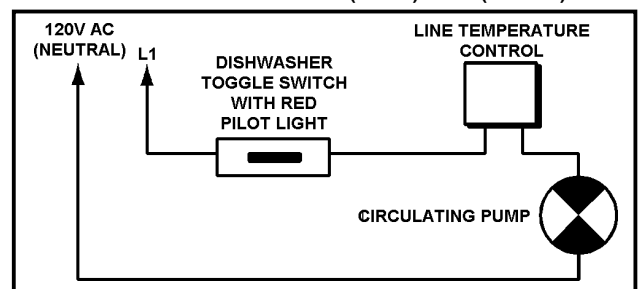 120V AC
(NEUTRAL)
L1
DISHWASHER
TOGGLE SWITCH
WITH RED
PILOT LIGHT
LINE TEMPERATURE
CONTROL
CIRCULATING PUMP